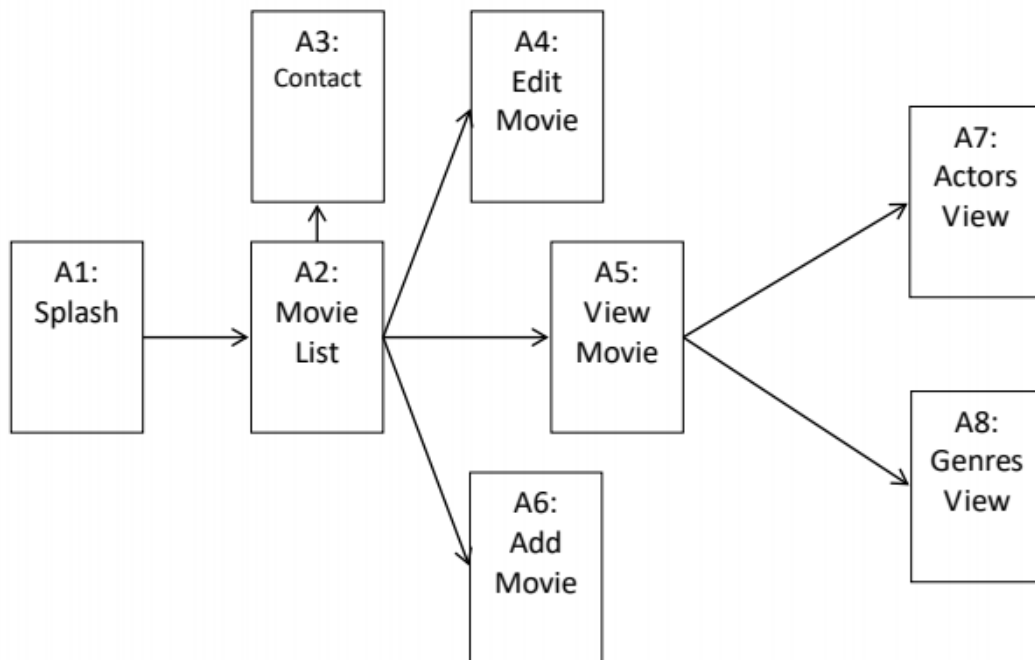 A3:
Contact
A4:
Edit
Movie
A7:
Actors
View
A1:
Splash
A2:
Movie
List
A5:
View
Movie
A8:
Genres
View
A6:
Add
Movie